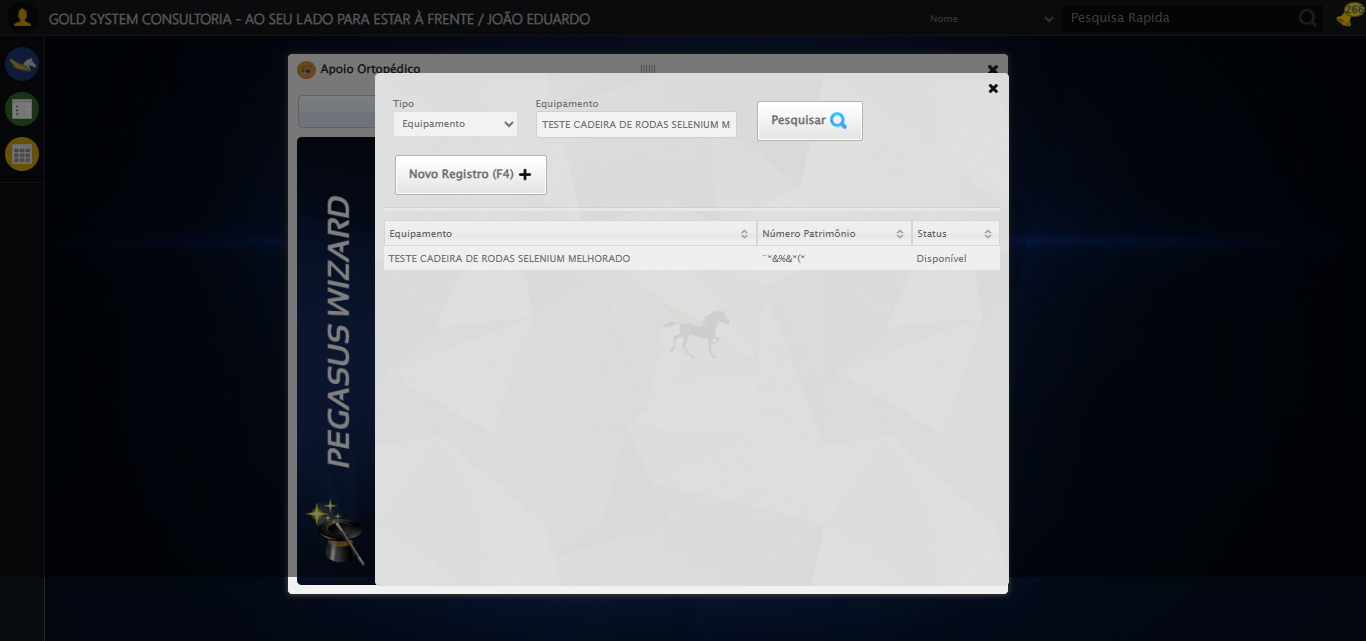 GOLD SYSTEM CONSULTORIA - AO SEU LADO PARA ESTAR À FRENTE / JOÃO EDUARDO
Nome
Pesquisa Rapida
266
Apoio Ortopédico
Tipo
Equipamento
Equipamento
TESTE CADEIRA DE RODAS SELENIUM M
Pesquisar
Novo Registro (F4)
PEGASUS WIZARD
Equipamento Número Patrimônio Status
TESTE CADEIRA DE RODAS SELENIUM MELHORADO ¨*&%&*(* Disponível